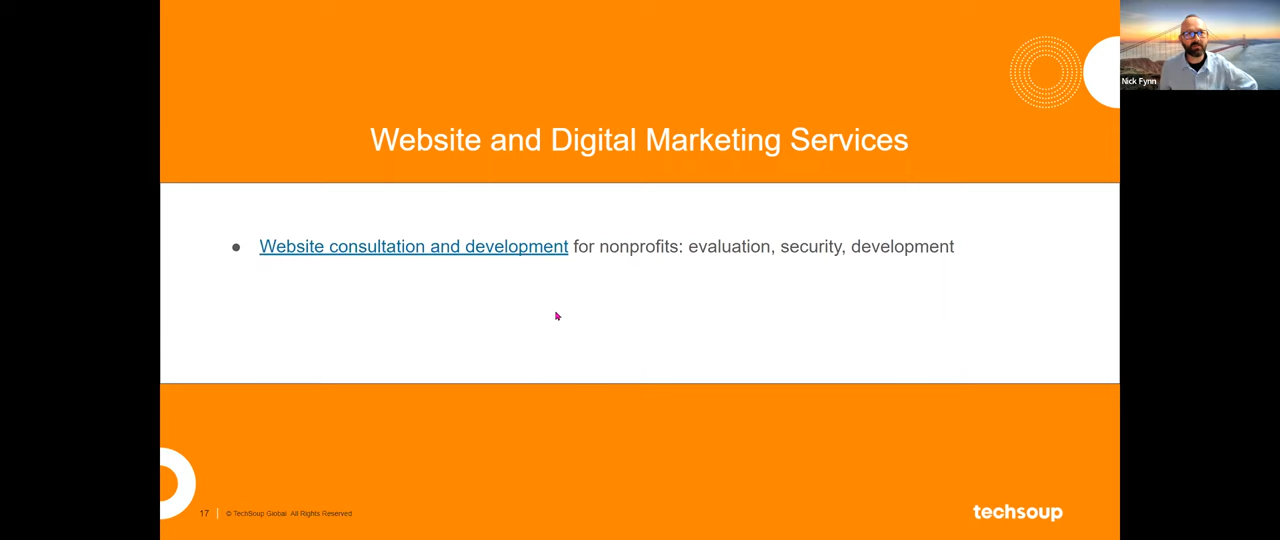 Nick Fynn
Website and Digital Marketing Services
● Website consultation and development for nonprofits: evaluation, security, development
17 | © TechSoup Global All Rights Reserved
techsoup